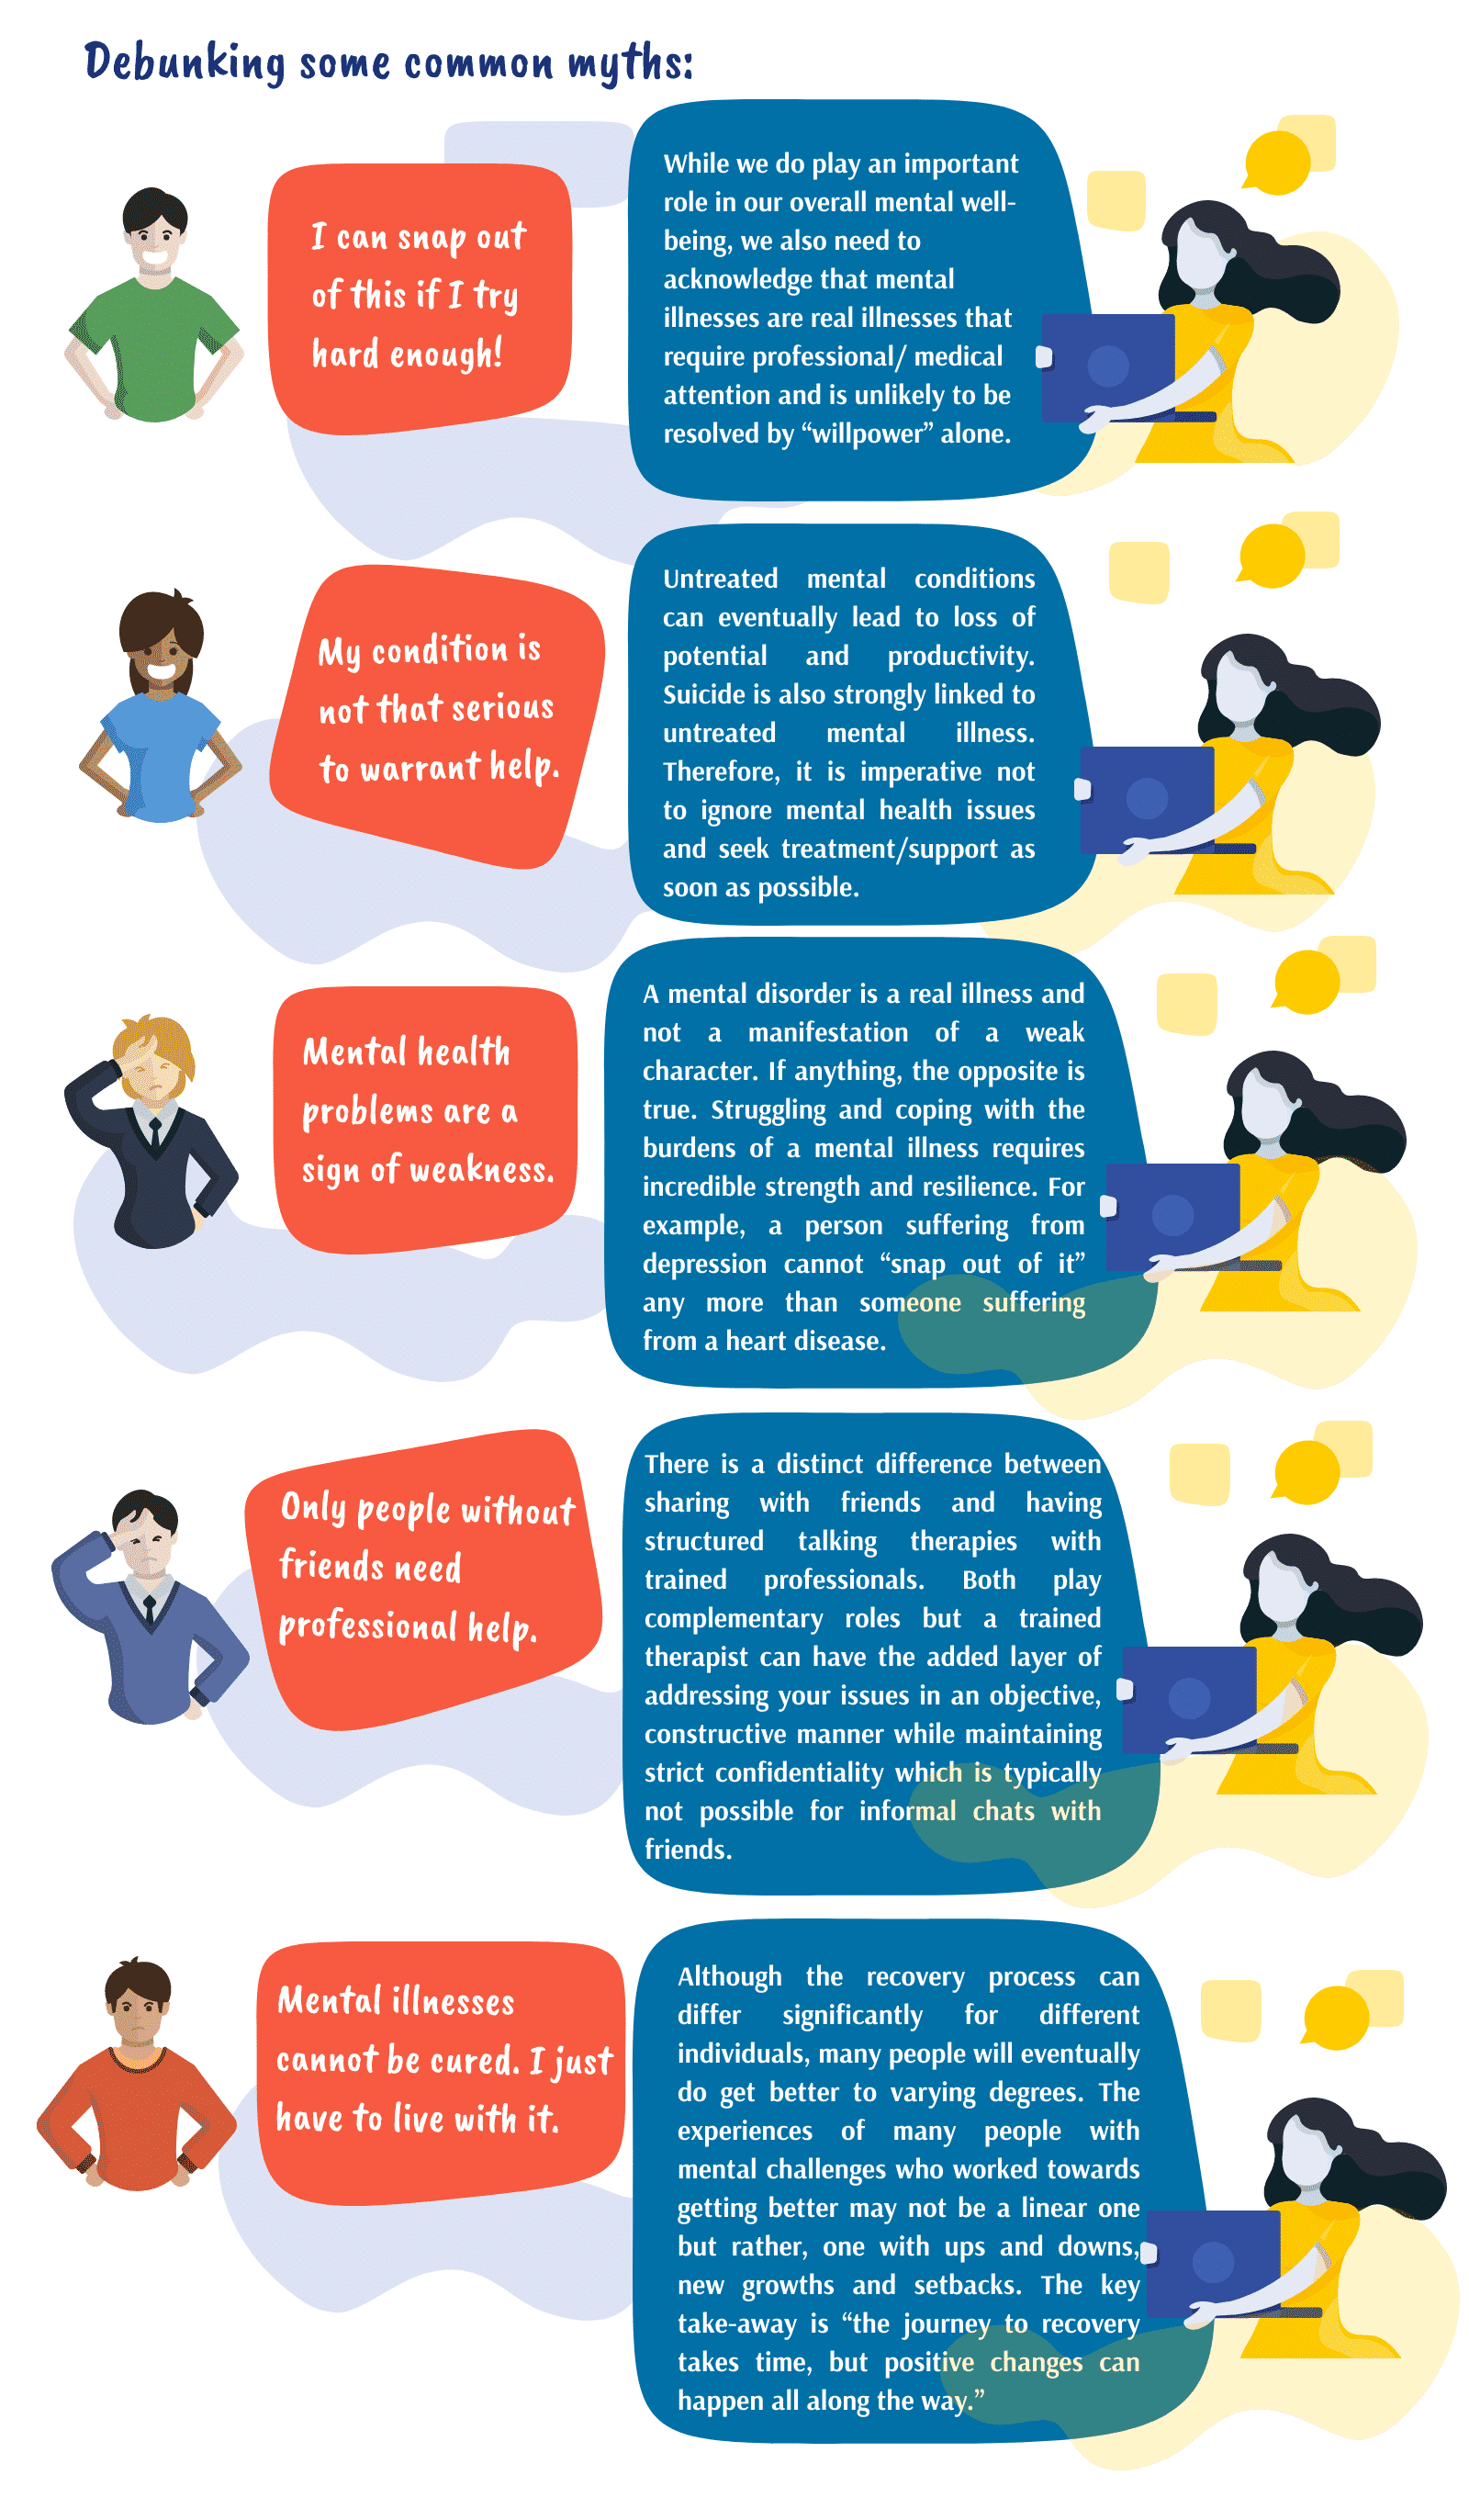 Debunking some common myths:
I can snap out
of this if I try
hard enough!
While we do play an important
role in our overall mental well-
being, we also need to
acknowledge that mental
illnesses are real illnesses that
require professional/ medical
attention and is unlikely to be
resolved by “willpower” alone.
My condition is
not that serious
to warrant help.
Untreated mental conditions
can eventually lead to loss of
potential and productivity.
Suicide is also strongly linked to
untreated mental illness.
Therefore, it is imperative not
to ignore mental health issues
and seek treatment/support as
soon as possible.
Mental health
problems are a
sign of weakness.
A mental disorder is a real illness and
not a manifestation of a weak
character. If anything, the opposite is
true. Struggling and coping with the
burdens of a mental illness requires
incredible strength and resilience. For
example, a person suffering from
depression cannot “snap out of it”
any more than someone suffering
from a heart disease.
Only people without
friends need
professional help.
There is a distinct difference between
sharing with friends and having
structured talking therapies with
trained professionals. Both play
complementary roles but a trained
therapist can have the added layer of
addressing your issues in an objective,
constructive manner while maintaining
strict confidentiality which is typically
not possible for informal chats with
friends.
Mental illnesses
cannot be cured. I just
have to live with it.
Although the recovery process can
differ significantly for different
individuals, many people will eventually
do get better to varying degrees. The
experiences of many people with
mental challenges who worked towards
getting better may not be a linear one
but rather, one with ups and downs,
new growths and setbacks. The key
take-away is “the journey to recovery
takes time, but positive changes can
happen all along the way.”